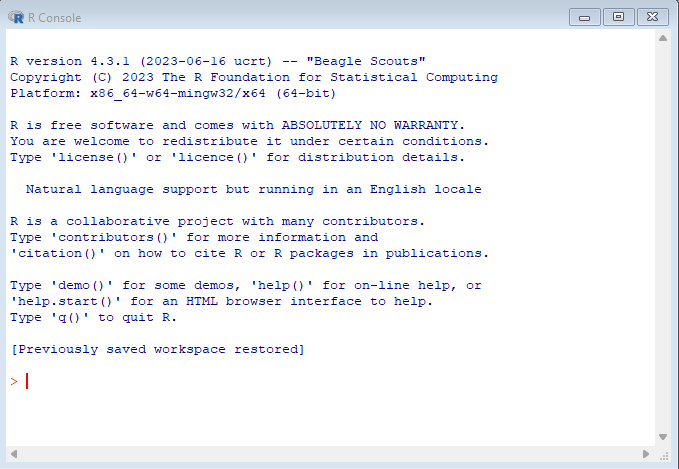 R Console
R version 4.3.1 (2023-06-16 ucrt) -- "Beagle Scouts"
Copyright (C) 2023 The R Foundation for Statistical Computing
Platform: x86_64-w64-mingw32/x64 (64-bit)
R is free software and comes with ABSOLUTELY NO WARRANTY.
You are welcome to redistribute it under certain conditions.
Type 'license()' or 'licence()' for distribution details.
Natural language support but running in an English locale
R is a collaborative project with many contributors.
Type 'contributors()' for more information and
'citation()' on how to cite R or R packages in publications.
Type 'demo()' for some demos, 'help()' for on-line help, or
'help.start()' for an HTML browser interface to help.
Type 'q()' to quit R.
[Previously saved workspace restored]
>